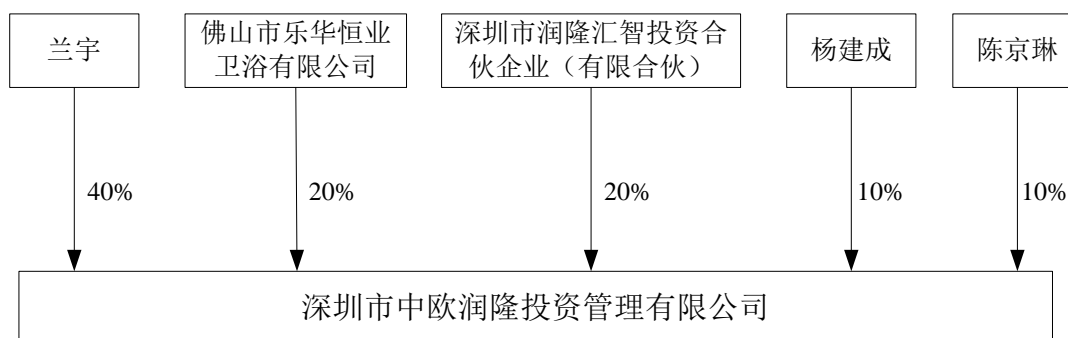 兰宇
佛山市乐华恒业
卫浴有限公司
深圳市润隆汇智投资合
伙企业（有限合伙）
杨建成
陈京琳
40%
20%
20%
10%
10%
深圳市中欧润隆投资管理有限公司